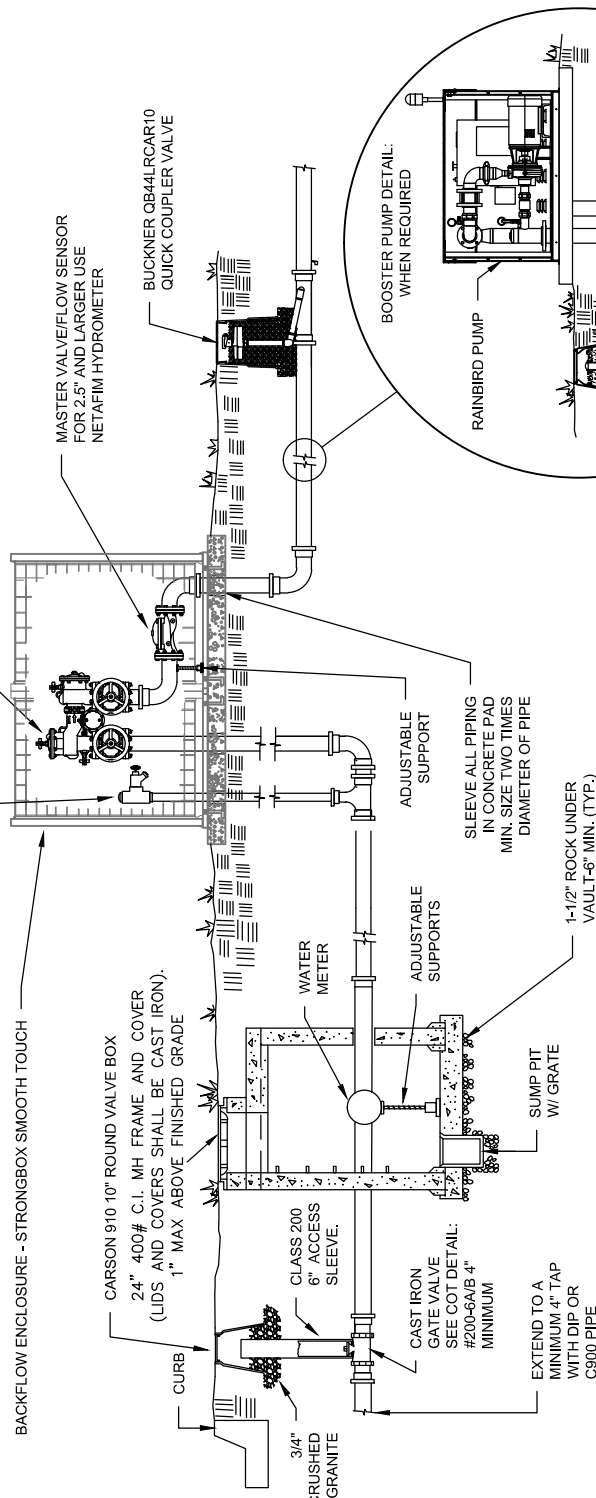 BACKFLOW ENCLOSURE - STRONGBOX SMOOTH TOUCH
CURB
CARSON 910 10" ROUND VALVE BOX
24" 400# C.I. MH FRAME AND COVER
(LIDS AND COVERS SHALL BE CAST IRON).
1" MAX ABOVE FINISHED GRADE
MASTER VALVE/FLOW SENSOR
FOR 2.5" AND LARGER USE
NETAFIM HYDROMETER
BUCKNER QB44LRCAR10
QUICK COUPLER VALVE
3/4"
CRUSHED
GRANITE
CLASS 200
6" ACCESS
SLEEVE.
WATER
METER
CAST IRON
GATE VALVE
SEE COT DETAIL:
#200-6A/B 4"
MINIMUM
ADJUSTABLE
SUPPORTS
ADJUSTABLE
SUPPORT
EXTEND TO A
MINIMUM 4" TAP
WITH DIP OR
C900 PIPE
SUMP PIT
W/ GRATE
1-1/2" ROCK UNDER
VAULT-6" MIN. (TYP.)
SLEEVE ALL PIPING
IN CONCRETE PAD
MIN. SIZE TWO TIMES
DIAMETER OF PIPE
BOOSTER PUMP DETAIL:
WHEN REQUIRED
RAINBIRD PUMP